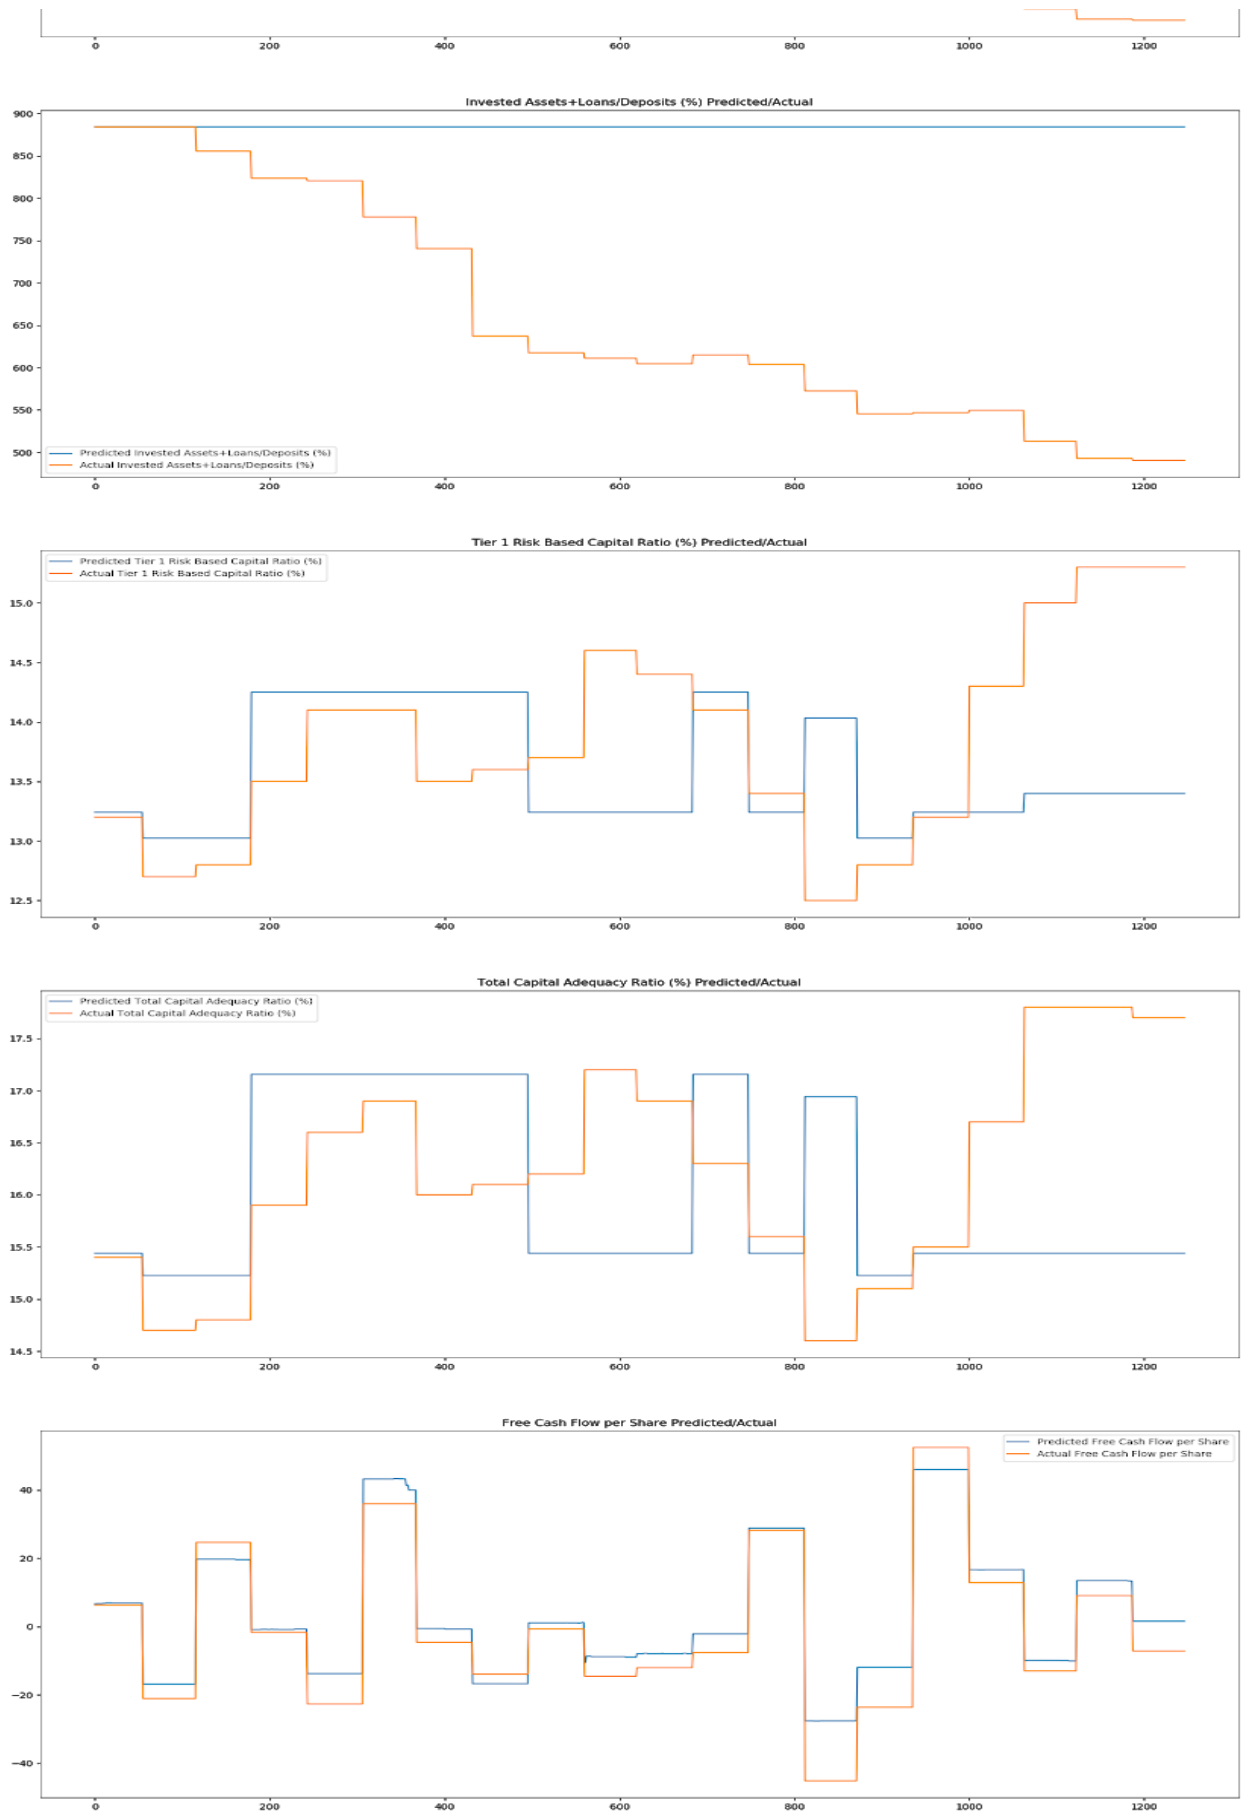 0 200 400 600 800 1000 1200
Invested Assets+Loans/Deposits (%) Predicted/Actual
900
850
800
750
700
650
600
550
500
Predicted Invested Assets+Loans/Deposits (%)
Actual Invested Assets+Loans/Deposits (%)
0 200 400 600 800 1000 1200
Tier 1 Risk Based Capital Ratio (%) Predicted/Actual
Predicted Tier 1 Risk Based Capital Ratio (%)
Actual Tier 1 Risk Based Capital Ratio (%)
15.0
14.5
14.0
13.5
13.0
12.5
0 200 400 600 800 1000 1200
Total Capital Adequacy Ratio (%) Predicted/Actual
Predicted Total Capital Adequacy Ratio (%)
Actual Total Capital Adequacy Ratio (%)
17.5
17.0
16.5
16.0
15.5
15.0
14.5
0 200 400 600 800 1000 1200
Free Cash Flow per Share Predicted/Actual
Predicted Free Cash Flow per Share
Actual Free Cash Flow per Share
40
20
0
−20
−40
0 200 400 600 800 1000 1200